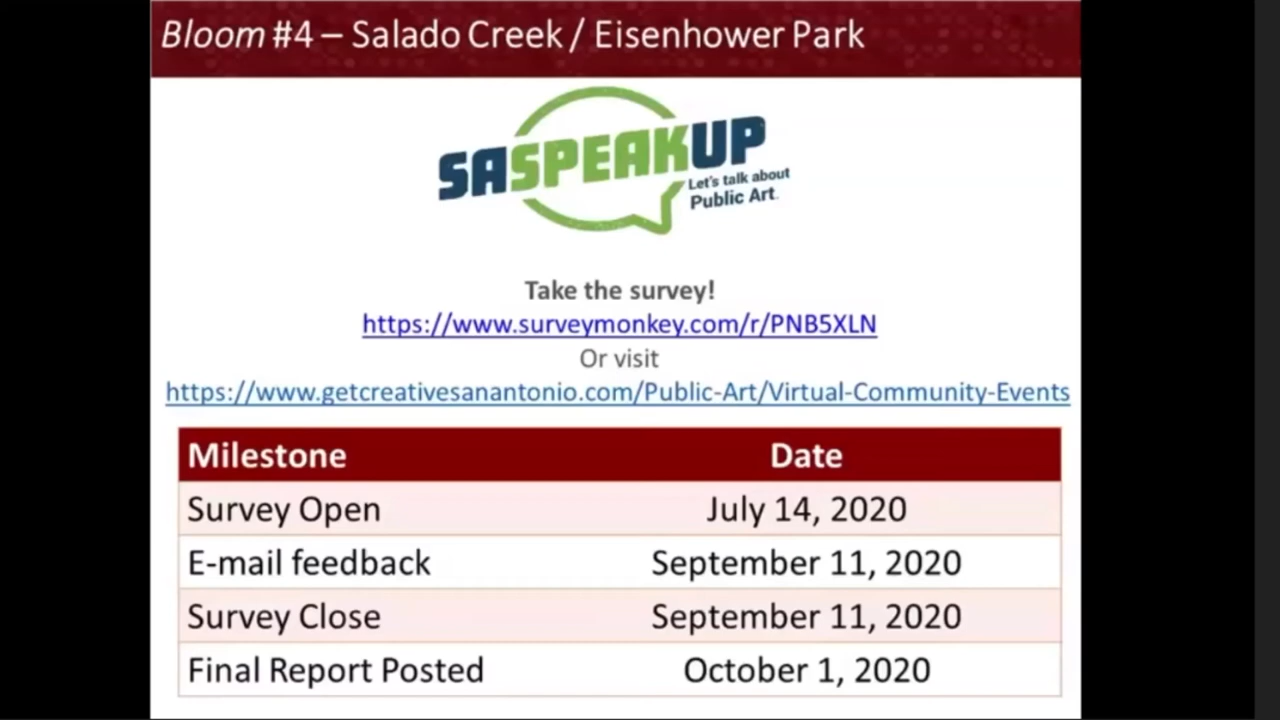 Bloom #4 – Salado Creek / Eisenhower Park
SASPEAKUP
Let's talk about
Public Art.
Take the survey!
https://www.surveymonkey.com/r/PNB5XLN
Or visit
https://www.getcreativesanantonio.com/Public-Art/Virtual-Community-Events
Milestone Date
Survey Open July 14, 2020
E-mail feedback September 11, 2020
Survey Close September 11, 2020
Final Report Posted October 1, 2020